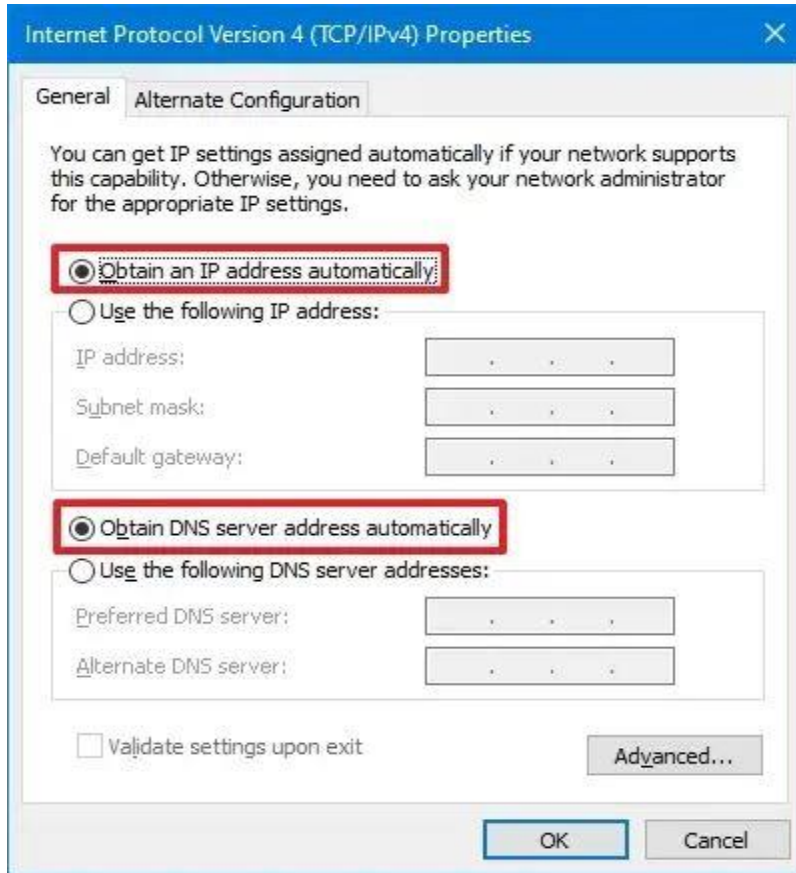 Internet Protocol Version 4 (TCP/IPv4) Properties
General
Alternate Configuration
You can get IP settings assigned automatically if your network supports
this capability. Otherwise, you need to ask your network administrator
for the appropriate IP settings.
Obtain an IP address automatically
Use the following IP address:
IP address:
Subnet mask:
Default gateway:
Obtain DNS server address automatically
Use the following DNS server addresses:
Preferred DNS server:
Alternate DNS server:
Validate settings upon exit
Advanced...
OK
Cancel